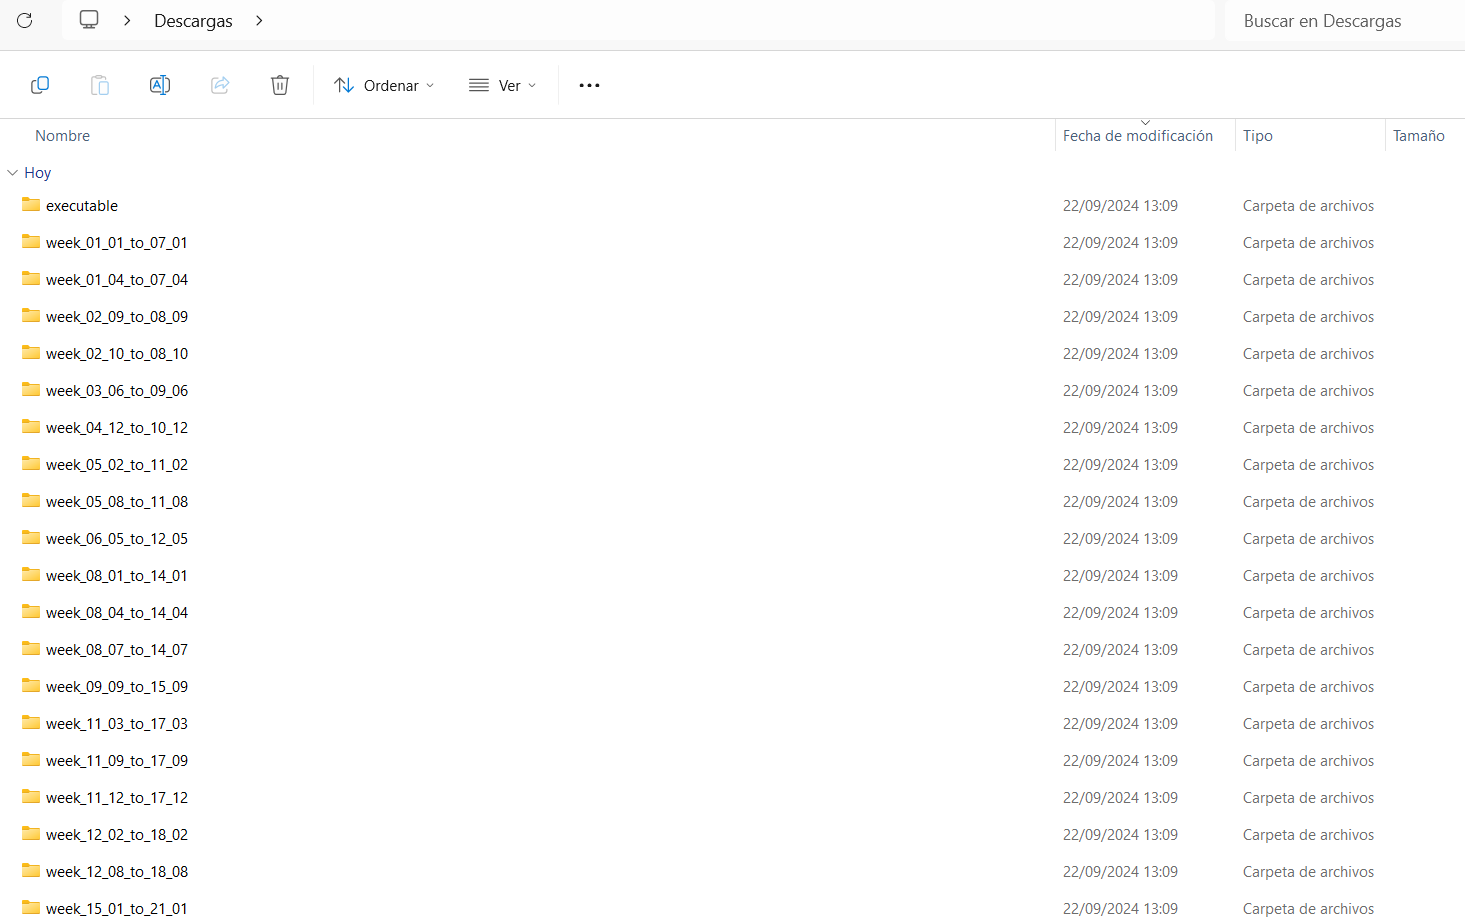 Descargas
Buscar en Descargas
Ordenar
Ver
Nombre Fecha de modificación Tipo Tamaño
Hoy
executable 22/09/2024 13:09 Carpeta de archivos
week_01_01_to_07_01 22/09/2024 13:09 Carpeta de archivos
week_01_04_to_07_04 22/09/2024 13:09 Carpeta de archivos
week_02_09_to_08_09 22/09/2024 13:09 Carpeta de archivos
week_02_10_to_08_10 22/09/2024 13:09 Carpeta de archivos
week_03_06_to_09_06 22/09/2024 13:09 Carpeta de archivos
week_04_12_to_10_12 22/09/2024 13:09 Carpeta de archivos
week_05_02_to_11_02 22/09/2024 13:09 Carpeta de archivos
week_05_08_to_11_08 22/09/2024 13:09 Carpeta de archivos
week_06_05_to_12_05 22/09/2024 13:09 Carpeta de archivos
week_08_01_to_14_01 22/09/2024 13:09 Carpeta de archivos
week_08_04_to_14_04 22/09/2024 13:09 Carpeta de archivos
week_08_07_to_14_07 22/09/2024 13:09 Carpeta de archivos
week_09_09_to_15_09 22/09/2024 13:09 Carpeta de archivos
week_11_03_to_17_03 22/09/2024 13:09 Carpeta de archivos
week_11_09_to_17_09 22/09/2024 13:09 Carpeta de archivos
week_11_12_to_17_12 22/09/2024 13:09 Carpeta de archivos
week_12_02_to_18_02 22/09/2024 13:09 Carpeta de archivos
week_12_08_to_18_08 22/09/2024 13:09 Carpeta de archivos
week_15_01_to_21_01 22/09/2024 13:09 Carpeta de archivos